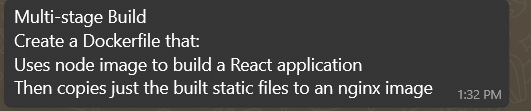 Multi-stage Build
Create a Dockerfile that:
Uses node image to build a React application
Then copies just the built static files to an nginx image
1:32 PM